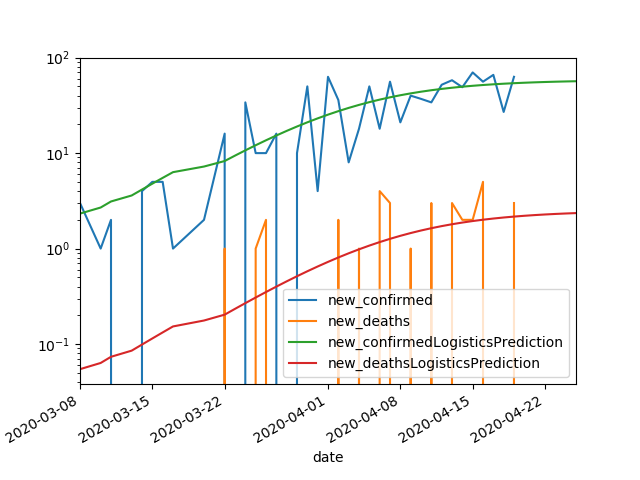 10²
10¹
10⁰
10⁻¹
2020-03-08
2020-03-15
2020-03-22
2020-04-01
2020-04-08
2020-04-15
2020-04-22
date
new_confirmed
new_deaths
new_confirmedLogisticsPrediction
new_deathsLogisticsPrediction